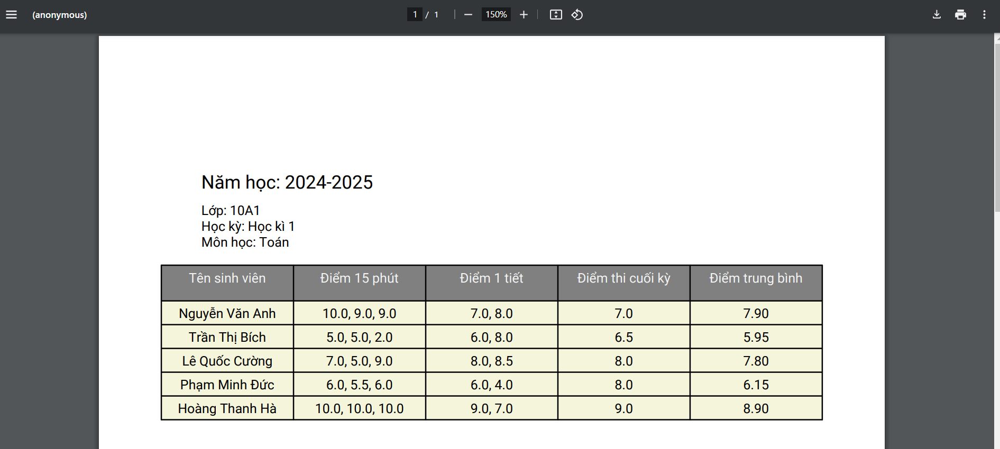 (anonymous)
1 / 1
150%
Năm học: 2024-2025
Lớp: 10A1
Học kỳ: Học kì 1
Môn học: Toán
Tên sinh viên Điểm 15 phút Điểm 1 tiết Điểm thi cuối kỳ Điểm trung bình
Nguyễn Văn Anh 10.0, 9.0, 9.0 7.0, 8.0 7.0 7.90
Trần Thị Bích 5.0, 5.0, 2.0 6.0, 8.0 6.5 5.95
Lê Quốc Cường 7.0, 5.0, 9.0 8.0, 8.5 8.0 7.80
Phạm Minh Đức 6.0, 5.5, 6.0 6.0, 4.0 8.0 6.15
Hoàng Thanh Hà 10.0, 10.0, 10.0 9.0, 7.0 9.0 8.90